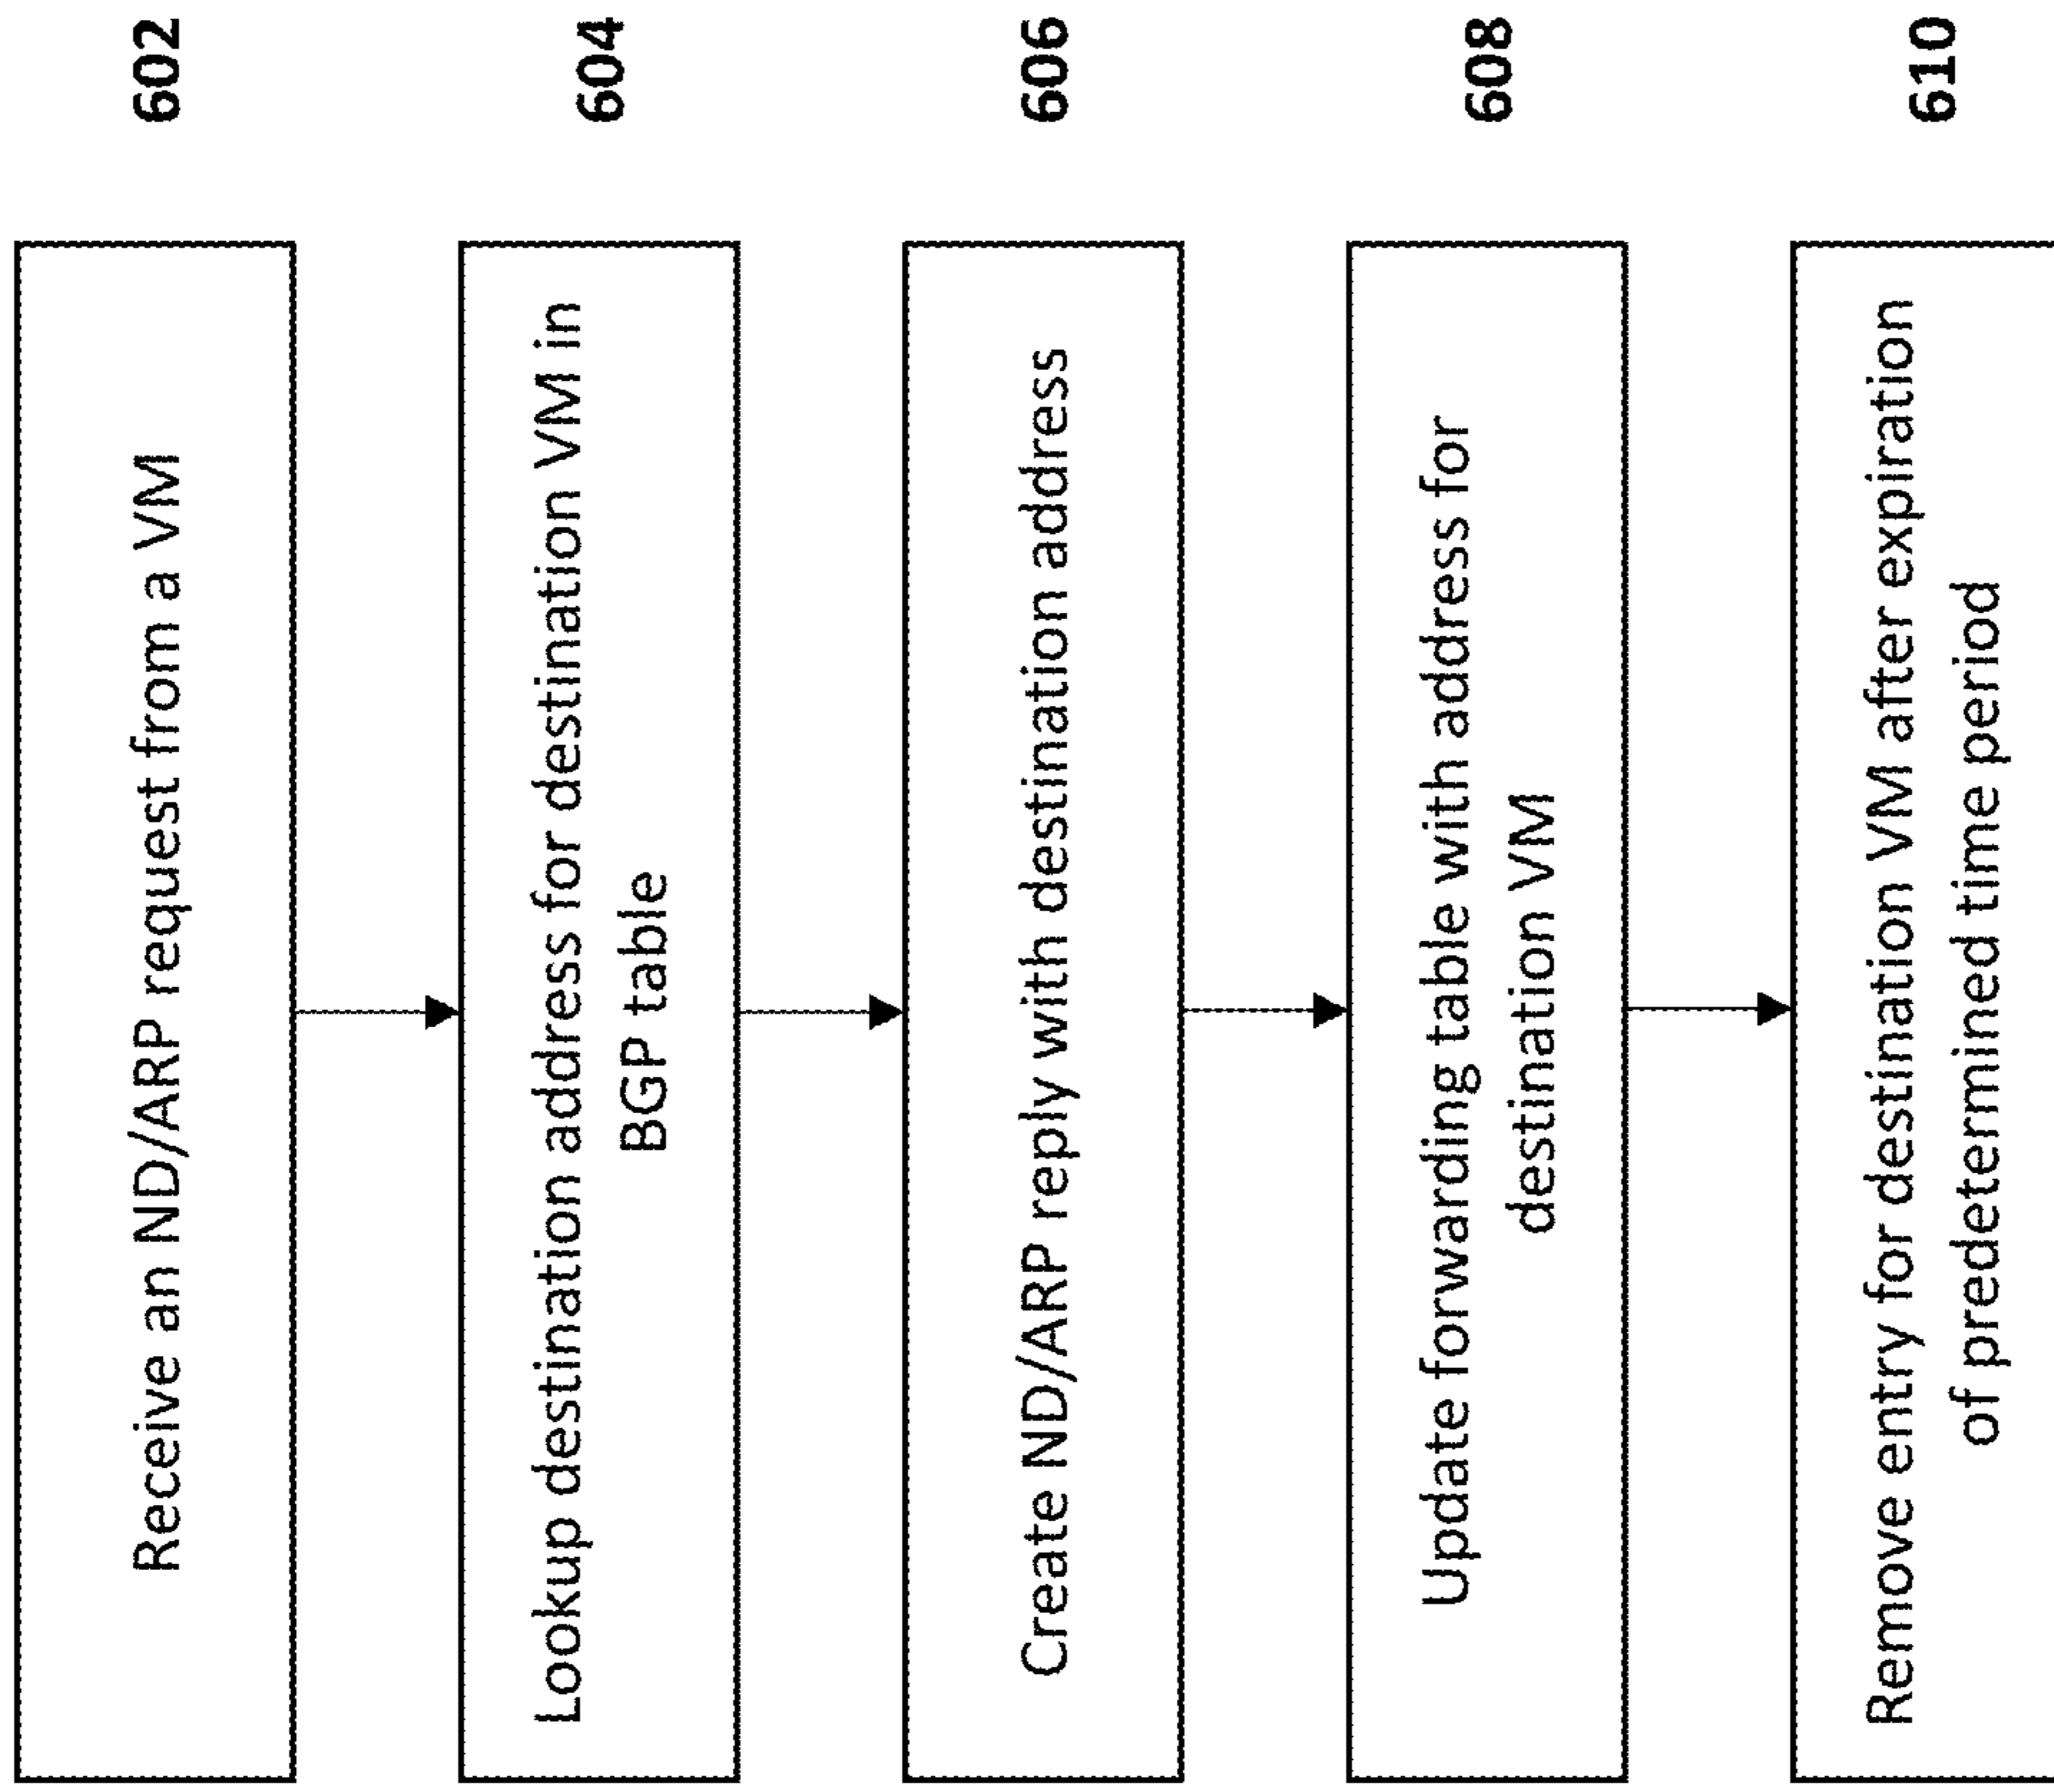 Receive an ND/ARP request from a VM
602
Lookup destination address for destination VM in
BGP table
604
Create ND/ARP reply with destination address
606
Update forwarding table with address for
destination VM
608
Remove entry for destination VM after expiration
of predetermined time period
610